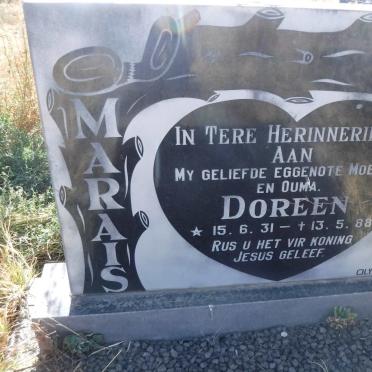 MARAIS
IN TERE HERINNERI
AAN
MY GELIEFDE EGGENOTE MOE
EN OUMA.
DOREEN
★ 15.6.31 - † 13.5.88
RUS U HET VIR KONING
JESUS GELEEF.